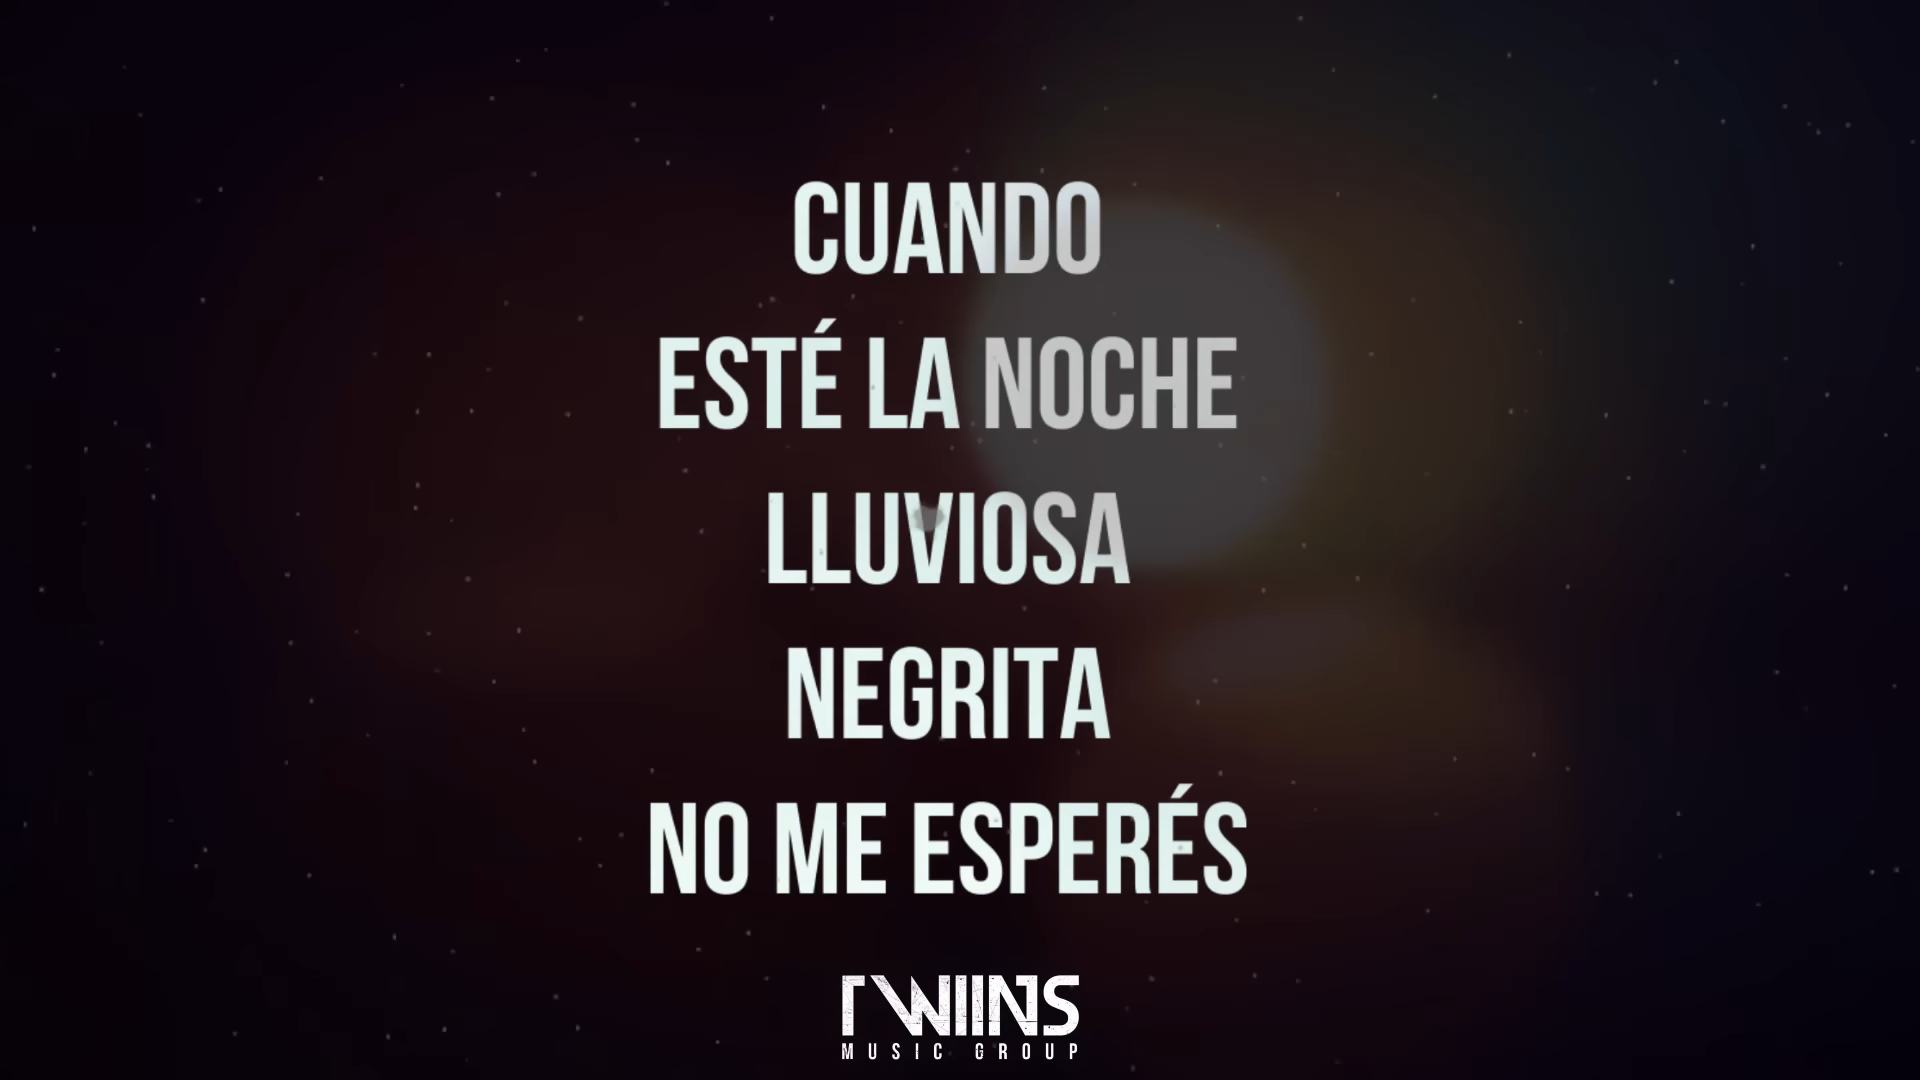 CUANDO
ESTÉ LA NOCHE
LLUVIOSA
NEGRITA
NO ME ESPERÉS
TWIINS
MUSIC GROUP